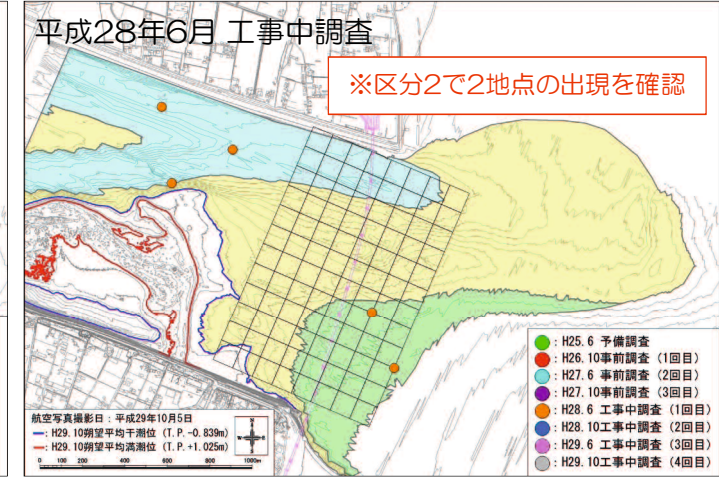 平成28年6月 工事中調査
※区分2で2地点の出現を確認
: H25.6 予備調査
: H26.10事前調査（1回目）
: H27.6 事前調査（2回目）
: H27.10事前調査（3回目）
: H28.6 工事中調査（1回目）
: H28.10工事中調査（2回目）
: H29.6 工事中調査（3回目）
: H29.10工事中調査（4回目）
航空写真撮影日：平成29年10月5日
: H29.10朔望平均干潮位（T.P.-0.839m）
: H29.10朔望平均満潮位（T.P.+1.025m）
0 100 200 400 600 800 1000m